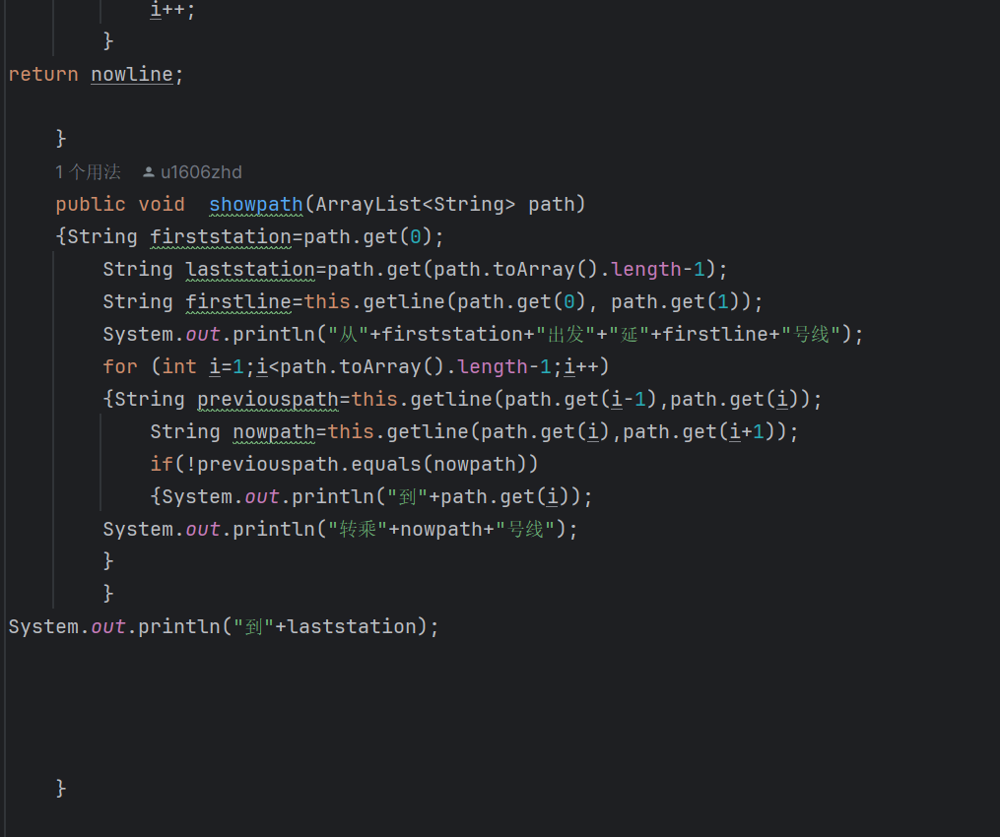 i++;
}
return nowline;
}
1 个用法 u1606zhd
public void  showpath(ArrayList<String> path)
{String firststation=path.get(0);
String laststation=path.get(path.toArray().length-1);
String firstline=this.getline(path.get(0), path.get(1));
System.out.println("从"+firststation+"出发"+"延"+firstline+"号线");
for (int i=1;i<path.toArray().length-1;i++)
{String previouspath=this.getline(path.get(i-1),path.get(i));
String nowpath=this.getline(path.get(i),path.get(i+1));
if(!previouspath.equals(nowpath))
{System.out.println("到"+path.get(i));
System.out.println("转乘"+nowpath+"号线");
}
}
System.out.println("到"+laststation);
}